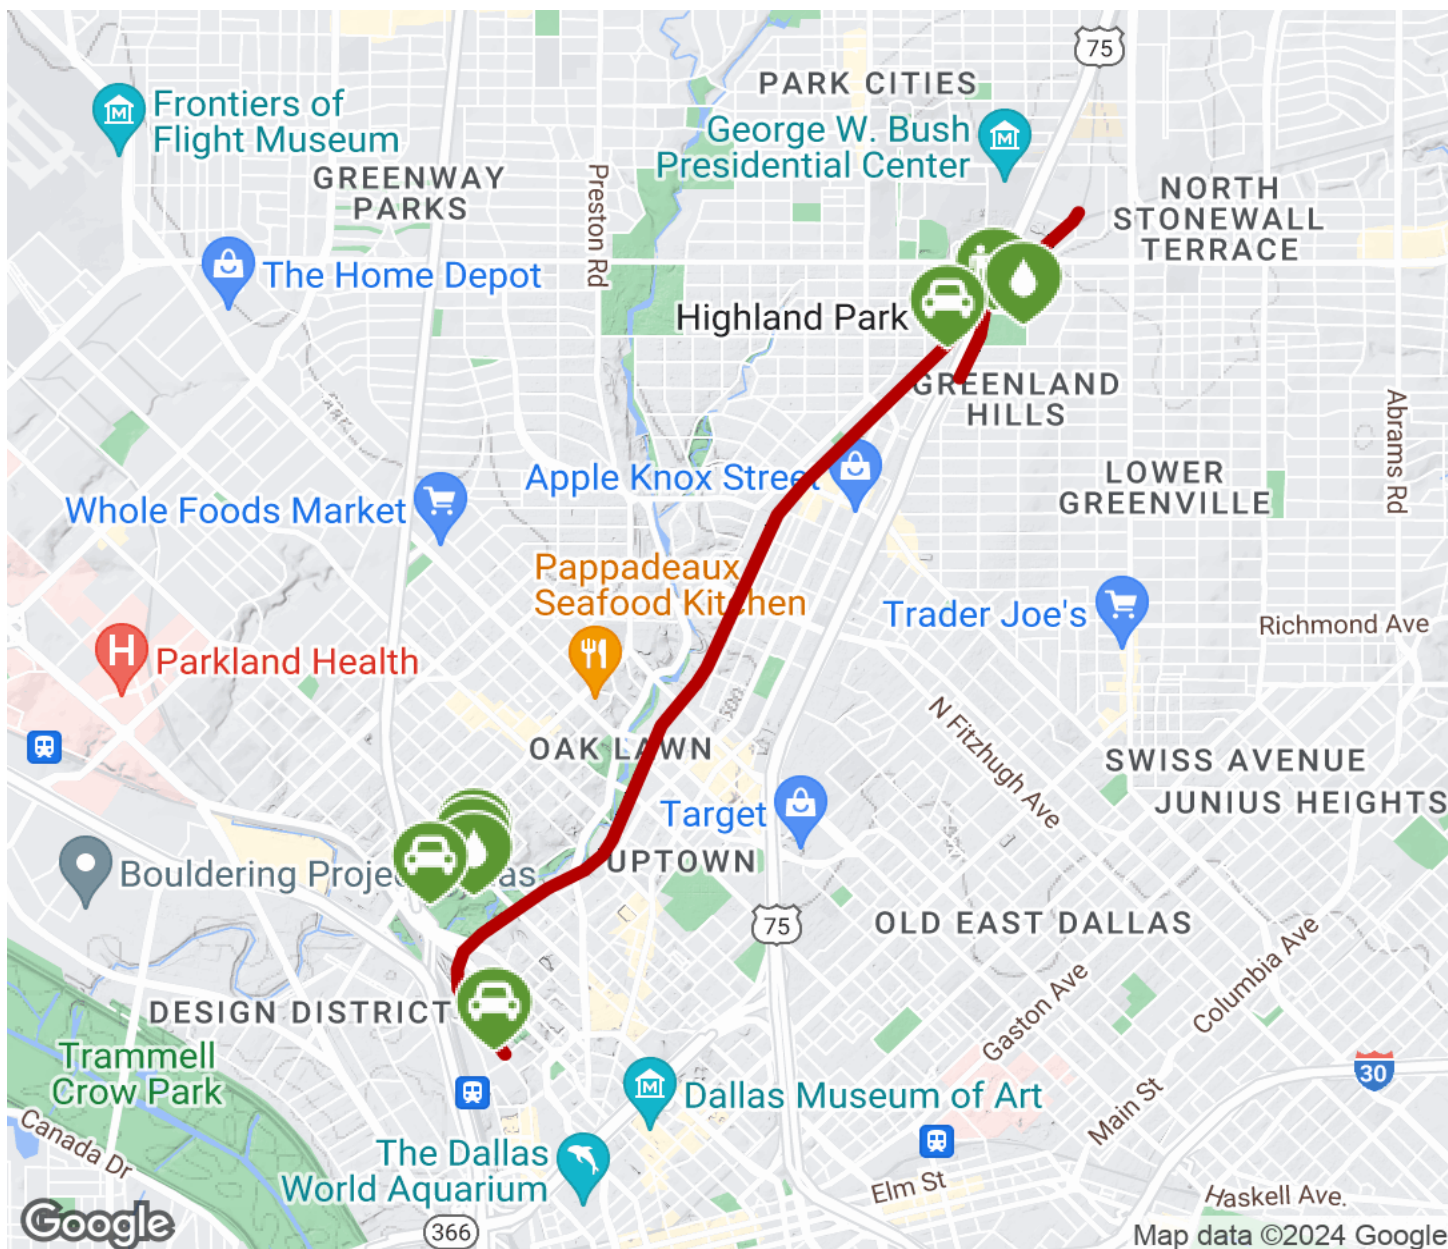 75
PARK CITIES
Frontiers of
Flight Museum
George W. Bush
Presidential Center
GREENWAY
PARKS
Preston Rd
NORTH
STONEWALL
TERRACE
The Home Depot
Highland Park
GREENLAND
HILLS
Abrams Rd
Apple Knox Street
LOWER
GREENVILLE
Whole Foods Market
Pappadeaux
Seafood Kitchen
Trader Joe's
Richmond Ave
Parkland Health
H
500
N Fitzhugh Ave
OAK LAWN
SWISS AVENUE
JUNIUS HEIGHTS
Target
UPTOWN
Bouldering Proje as
75
OLD EAST DALLAS
Columbia Ave
Gaston Ave
DESIGN DISTRICT
Trammell
Crow Park
M
Dallas Museum of Art
30
Main St
Canada Dr
The Dallas
World Aquarium
Elm St
Haskell Ave.
Google
366
Map data ©2024 Google